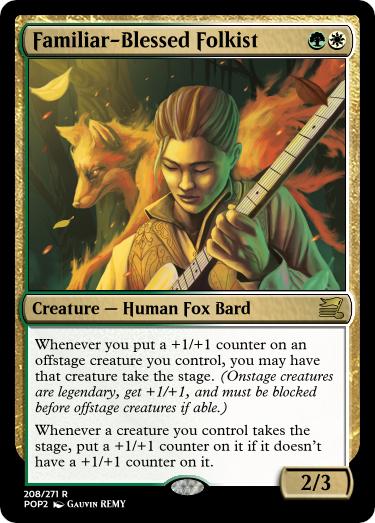 Familiar-Blessed Folkist
Creature — Human Fox Bard
Whenever you put a +1/+1 counter on an
offstage creature you control, you may have
that creature take the stage. (Onstage creatures
are legendary, get +1/+1, and must be blocked
before offstage creatures if able.)
Whenever a creature you control takes the
stage, put a +1/+1 counter on it if it doesn't
have a +1/+1 counter on it.
2/3
208/271 R
POP2 Gauvin REMY